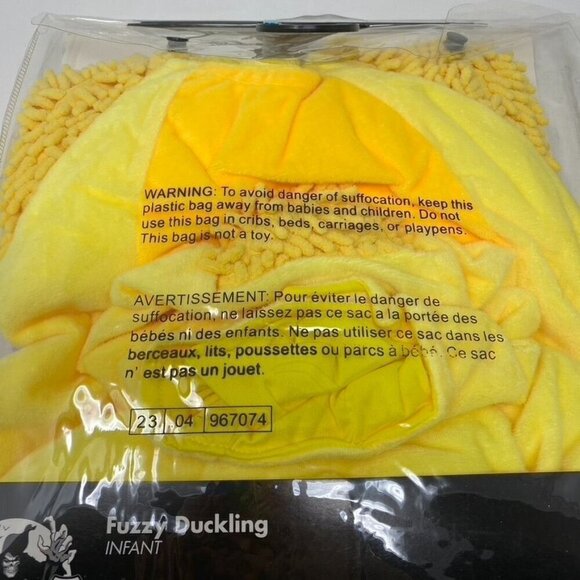 WARNING: To avoid danger of suffocation, keep this
plastic bag away from babies and children. Do not
use this bag in cribs, beds, carriages, or playpens.
This bag is not a toy.
AVERTISSEMENT: Pour éviter le danger de
suffocation, ne laissez pas ce sac a la portée des
bébés ni des enfants. Ne pas utiliser ce sac dans les
berceaux, lits, poussettes ou parcs à bébé. Ce sac
n' est pas un jouet.
23 04 967074
Fuzzy Duckling
INFANT